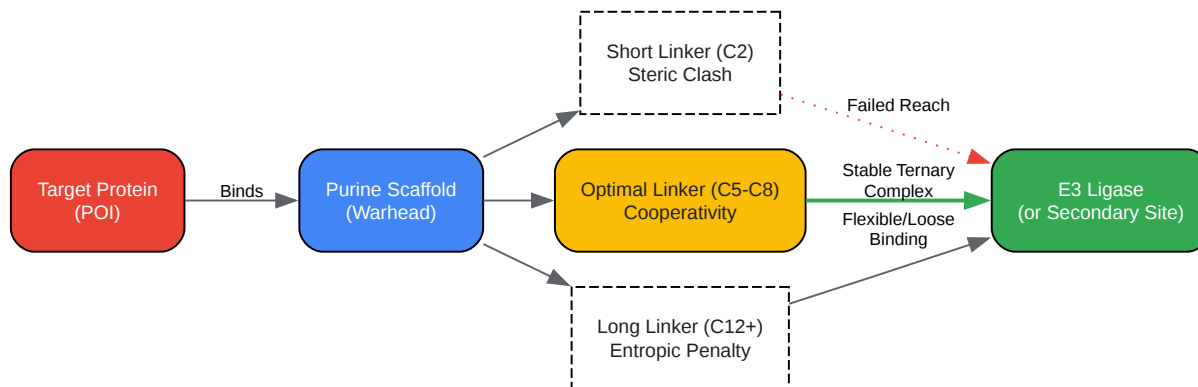 Short Linker (C2)
Steric Clash
Failed Reach
Target Protein
(POI)
Binds
Purine Scaffold
(Warhead)
Optimal Linker (C5-C8)
Cooperativity
Stable Ternary
Complex
Flexible/Loose
Binding
E3 Ligase
(or Secondary Site)
Long Linker (C12+)
Entropic Penalty